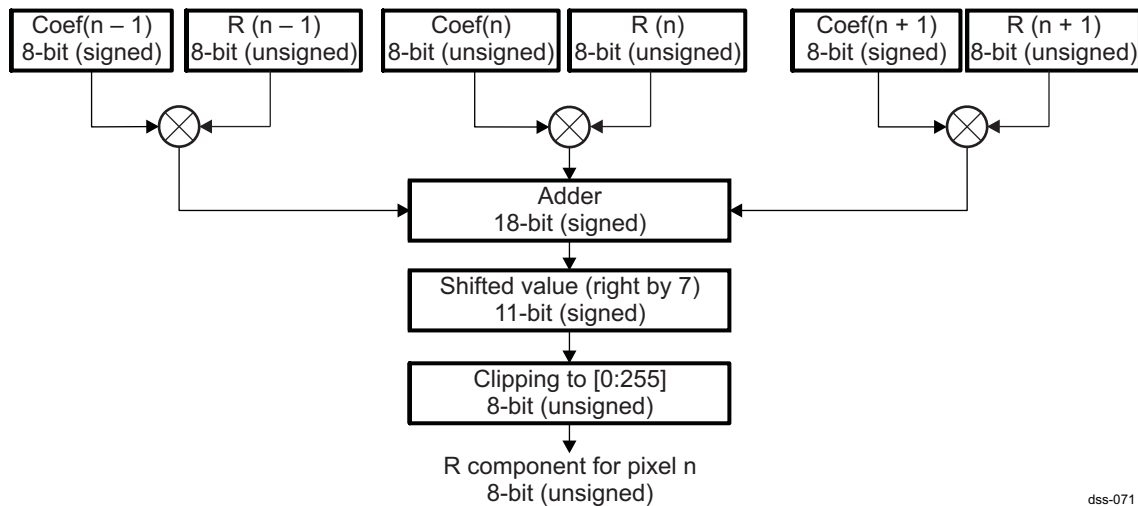 Coef(n – 1)
8-bit (signed)
R (n – 1)
8-bit (unsigned)
Coef(n)
8-bit (unsigned)
R (n)
8-bit (unsigned)
Coef(n + 1)
8-bit (signed)
R (n + 1)
8-bit (unsigned)
Adder
18-bit (signed)
Shifted value (right by 7)
11-bit (signed)
Clipping to [0:255]
8-bit (unsigned)
R component for pixel n
8-bit (unsigned)
dss-071